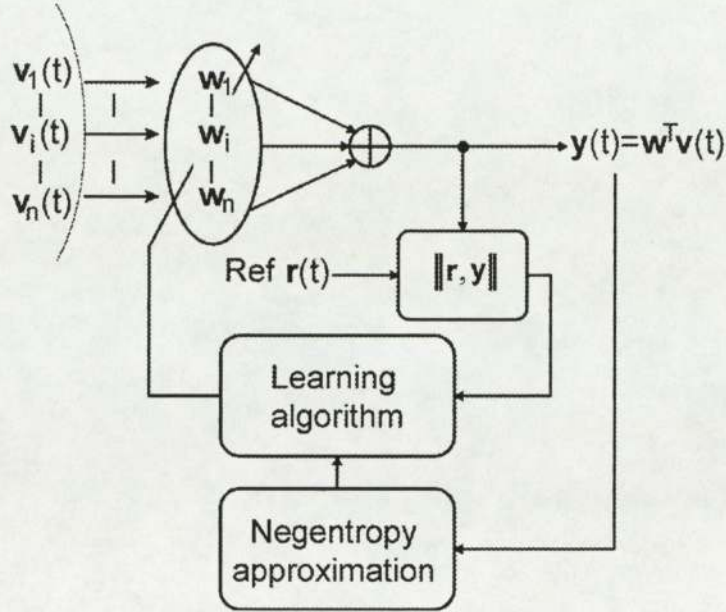 v₁(t)
w₁
vᵢ(t)
wᵢ
y(t)=wᵀv(t)
vₙ(t)
wₙ
Ref r(t)
‖r, y‖
Learning
algorithm
Negentropy
approximation